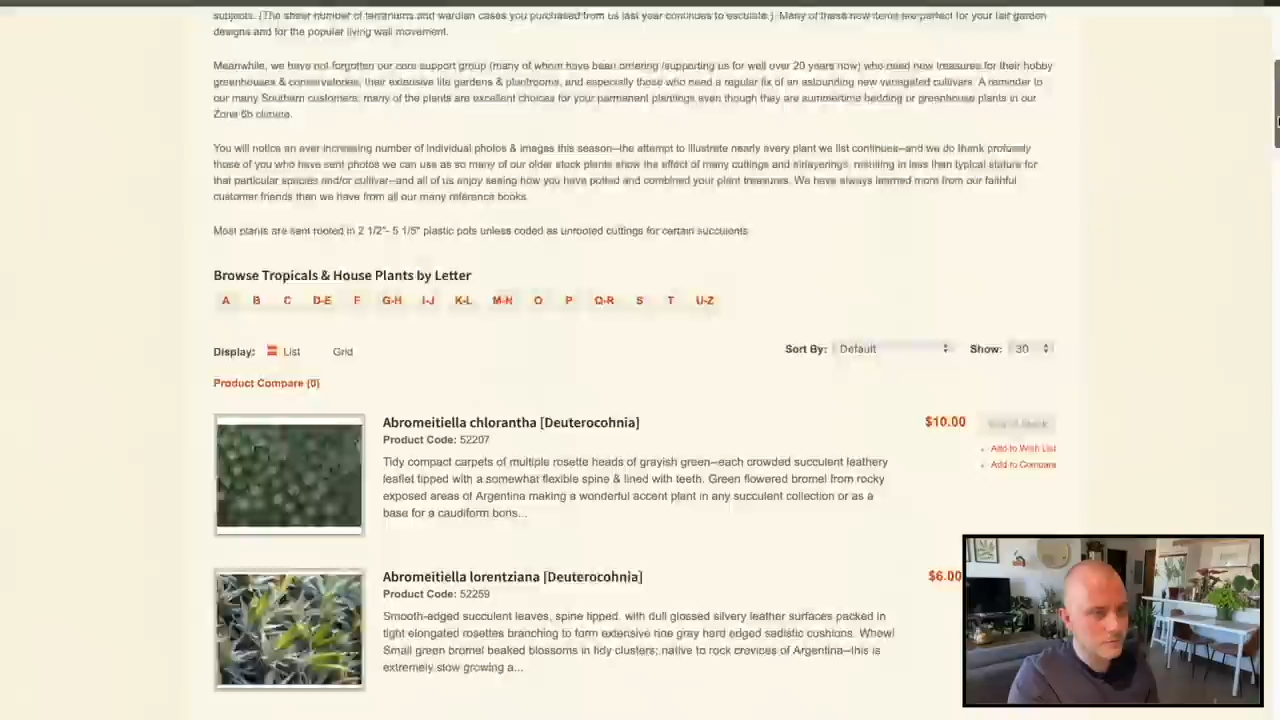 subjects. (The sheer number of terrariums and wardian cases you purchased from us last year continues to escalate.) Many of these new items are perfect for your fair garden
designs and for the popular living wall movement.
Meanwhile, we have not forgotten our core support group (many of whom have been ordering /supporting us for well over 20 years now) who need new treasures for their hobby
greenhouses & conservatories, their extensive lite gardens & plantrooms, and especially those who need a regular fix of an astounding new variegated cultivars. A reminder to
our many Southern customers: many of the plants are excellent choices for your permanent plantings even though they are summertime bedding or greenhouse plants in our
Zone 6b climate.
You will notice an ever increasing number of individual photos & images this season—the attempt to illustrate nearly every plant we list continues—and we do thank profusely
those of you who have sent photos we can use as so many of our older stock plants show the effect of many cuttings and airlayerings, resulting in less than typical stature for
that particular species and/or cultivar—and all of us enjoy seeing how you have potted and combined your plant treasures. We have always learned more from our faithful
customer friends than we have from all our many reference books.
Most plants are sent rooted in 2 1/2"- 5 1/5" plastic pots unless coded as unrooted cuttings for certain succulents
Browse Tropicals & House Plants by Letter
A B C D-E F G-H I-J K-L M-N O P Q-R S T U-Z
Display: List Grid Sort By: Default Show: 30
Product Compare (0)
Abromeitiella chlorantha [Deuterocohnia] $10.00
Product Code: 52207
Add to Wish List
Tidy compact carpets of multiple rosette heads of grayish green—each crowded succulent leathery
Add to Compare
leaflet tipped with a somewhat flexible spine & lined with teeth. Green flowered bromel from rocky
exposed areas of Argentina making a wonderful accent plant in any succulent collection or as a
base for a caudiform bons...
Abromeitiella lorentziana [Deuterocohnia] $6.00
Product Code: 52259
Smooth-edged succulent leaves, spine tipped, with dull glossed silvery leather surfaces packed in
tight elongated rosettes branching to form extensive fine gray hard edged sadistic cushions. Whew!
Small green bromel beaked blossoms in tidy clusters; native to rock crevices of Argentina—this is
extremely slow growing a...